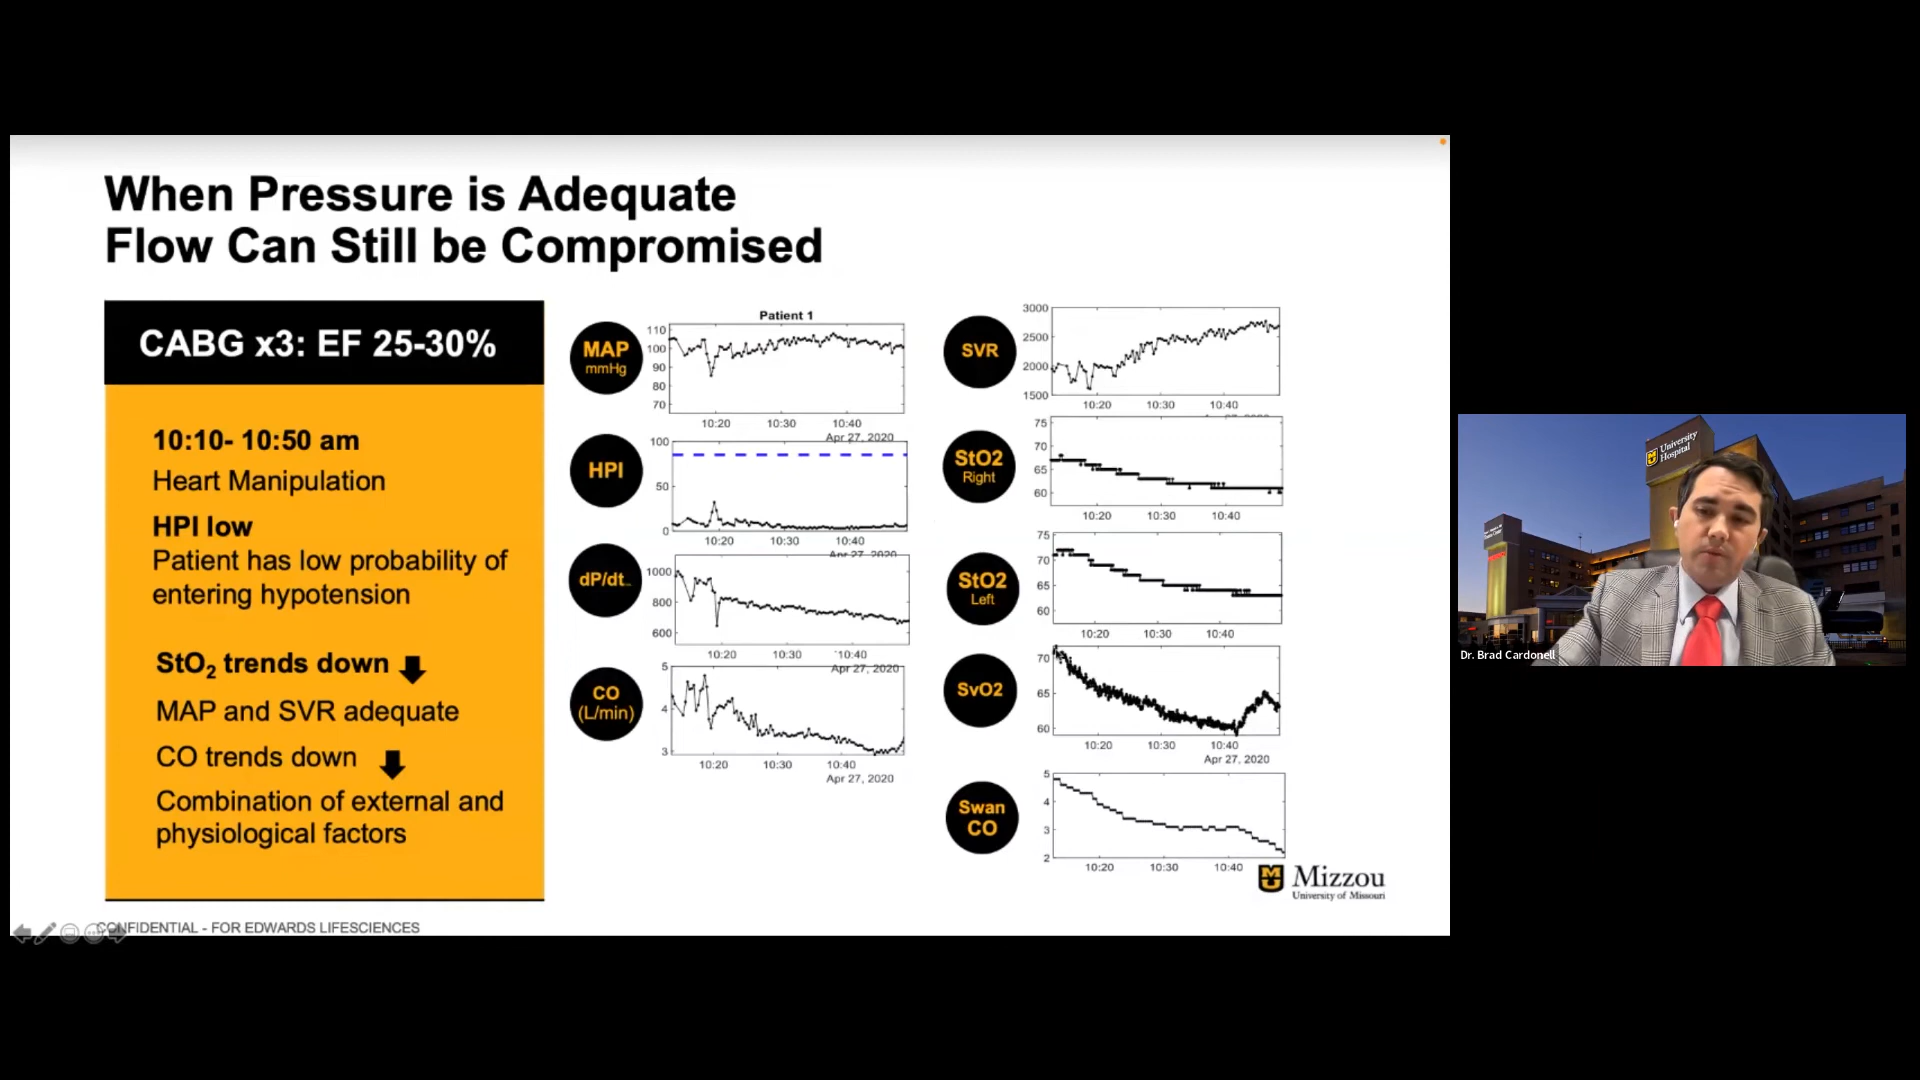 When Pressure is Adequate
Flow Can Still be Compromised
CABG x3: EF 25-30%
10:10- 10:50 am
Heart Manipulation
HPI low
Patient has low probability of
entering hypotension
StO2 trends down
MAP and SVR adequate
CO trends down
Combination of external and
physiological factors
Patient 1
MAP
mmHg
110
100
90
80
70
10:20 10:30 10:40
Apr 27, 2020
HPI
100
50
0
10:20 10:30 10:40
Apr 27, 2020
dP/dt
1000
800
600
10:20 10:30 10:40
Apr 27, 2020
CO
(L/min)
5
4
3
10:20 10:30 10:40
Apr 27, 2020
SVR
3000
2500
2000
1500
10:20 10:30 10:40
StO2
Right
75
70
65
60
10:20 10:30 10:40
StO2
Left
75
70
65
60
10:20 10:30 10:40
SvO2
70
65
60
10:20 10:30 10:40
Apr 27, 2020
Swan
CO
5
4
3
2
10:20 10:30 10:40
Mizzou
University of Missouri
CONFIDENTIAL - FOR EDWARDS LIFESCIENCES
University
Hospital
Dr. Brad Cardonell